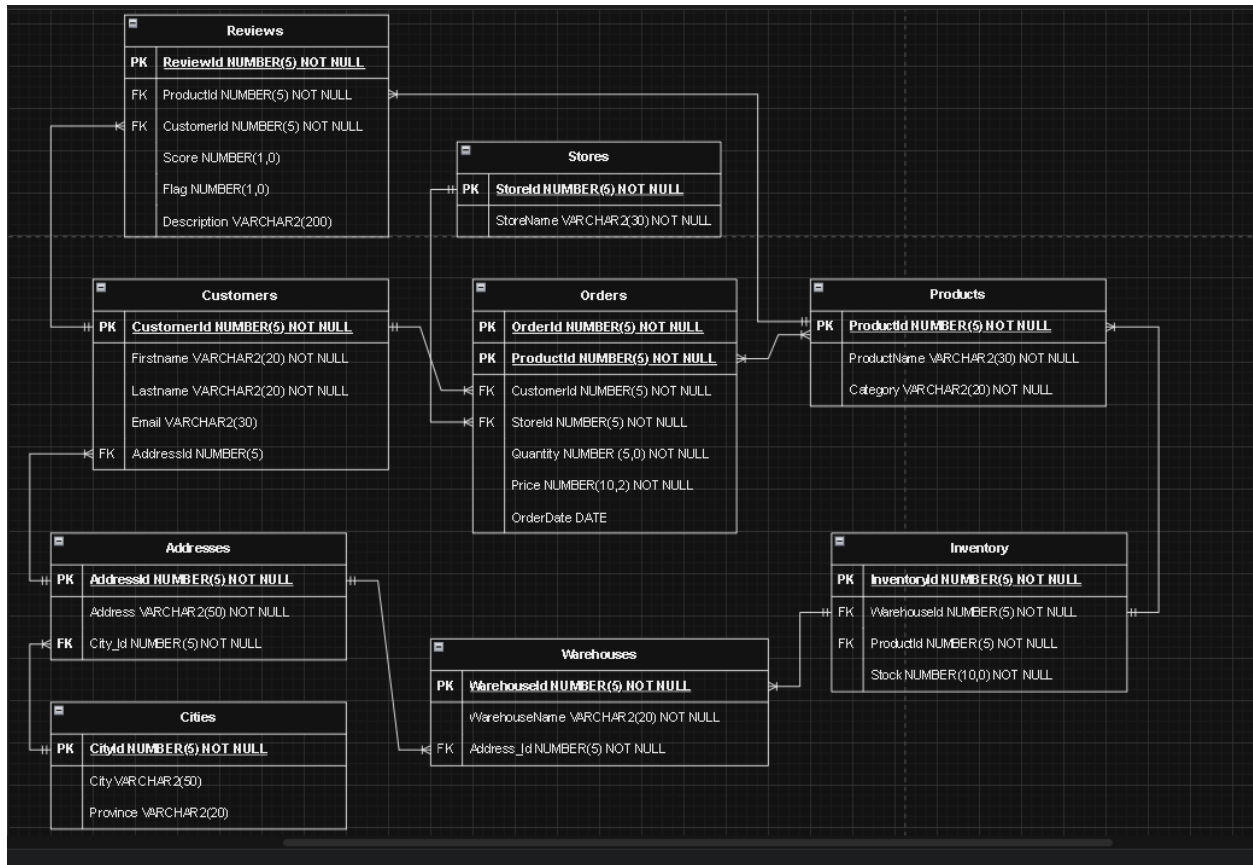 Reviews
PK ReviewId NUMBER(5) NOT NULL
FK ProductId NUMBER(5) NOT NULL
FK CustomerId NUMBER(5) NOT NULL
Score NUMBER(1,0)
Flag NUMBER(1,0)
Description VARCHAR2(200)
Stores
PK StoreId NUMBER(5) NOT NULL
StoreName VARCHAR2(30) NOT NULL
Customers
PK CustomerId NUMBER(5) NOT NULL
Firstname VARCHAR2(20) NOT NULL
Lastname VARCHAR2(20) NOT NULL
Email VARCHAR2(30)
FK AddressId NUMBER(5)
Orders
PK OrderId NUMBER(5) NOT NULL
PK ProductId NUMBER(5) NOT NULL
FK CustomerId NUMBER(5) NOT NULL
FK StoreId NUMBER(5) NOT NULL
Quantity NUMBER (5,0) NOT NULL
Price NUMBER(10,2) NOT NULL
OrderDate DATE
Products
PK ProductId NUMBER(5) NOT NULL
ProductName VARCHAR2(30) NOT NULL
Category VARCHAR2(20) NOT NULL
Addresses
PK AddressId NUMBER(5) NOT NULL
Address VARCHAR2(50) NOT NULL
FK City_Id NUMBER(5) NOT NULL
Inventory
PK InventoryId NUMBER(5) NOT NULL
FK WarehouseId NUMBER(5) NOT NULL
FK ProductId NUMBER(5) NOT NULL
Stock NUMBER(10,0) NOT NULL
Warehouses
PK WarehouseId NUMBER(5) NOT NULL
WarehouseName VARCHAR2(20) NOT NULL
FK Address_Id NUMBER(5) NOT NULL
Cities
PK CityId NUMBER(5) NOT NULL
City VARCHAR2(50)
Province VARCHAR2(20)